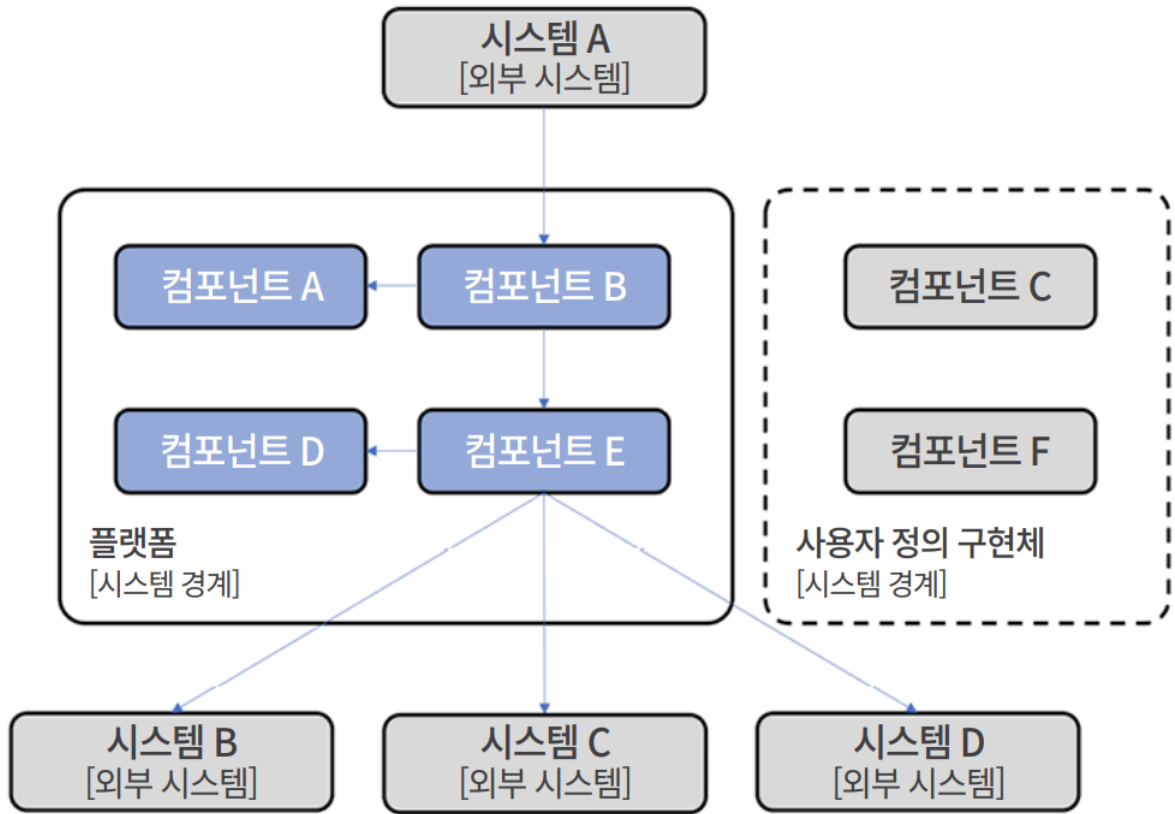 시스템 A
[외부 시스템]
컴포넌트 A
컴포넌트 B
컴포넌트 C
컴포넌트 D
컴포넌트 E
컴포넌트 F
플랫폼
[시스템 경계]
사용자 정의 구현체
[시스템 경계]
시스템 B
[외부 시스템]
시스템 C
[외부 시스템]
시스템 D
[외부 시스템]